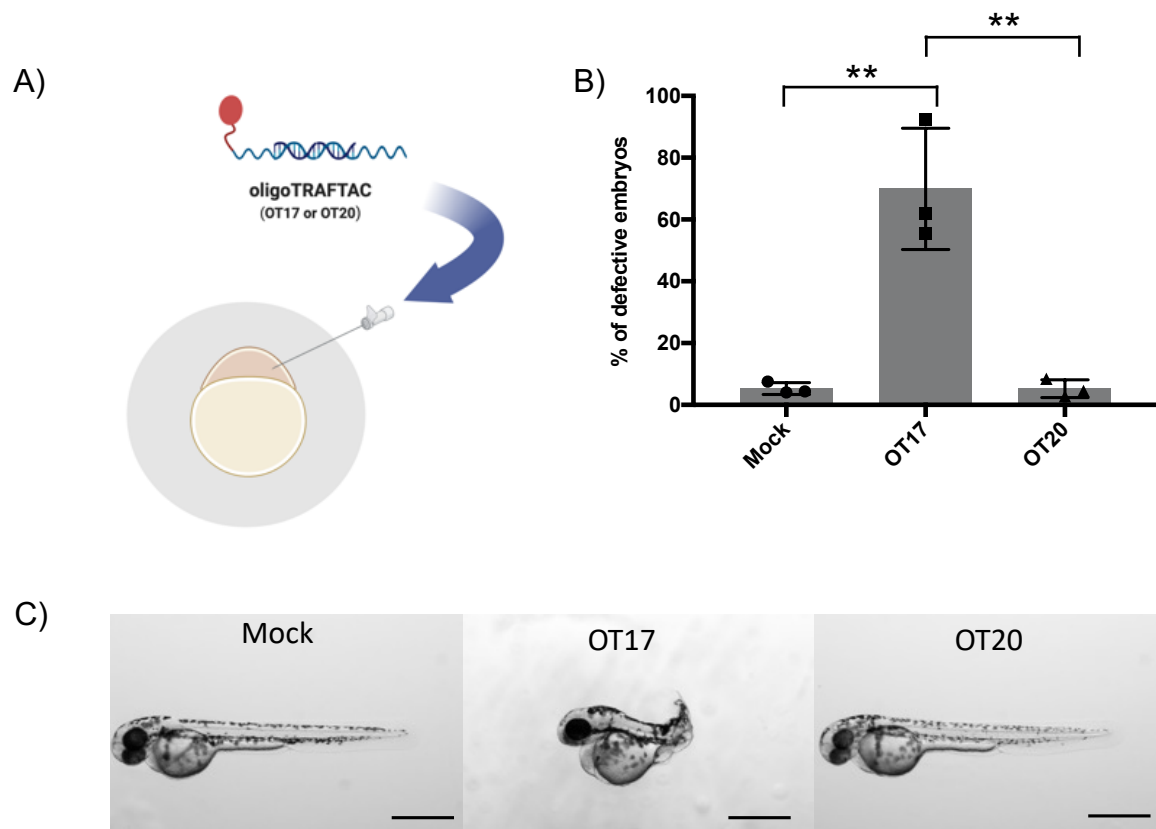 A)
oligoTRAFTAC
(OT17 or OT20)
B)
**
**
% of defective embryos
100
80
60
40
20
0
Mock
OT17
OT20
C)
Mock
OT17
OT20